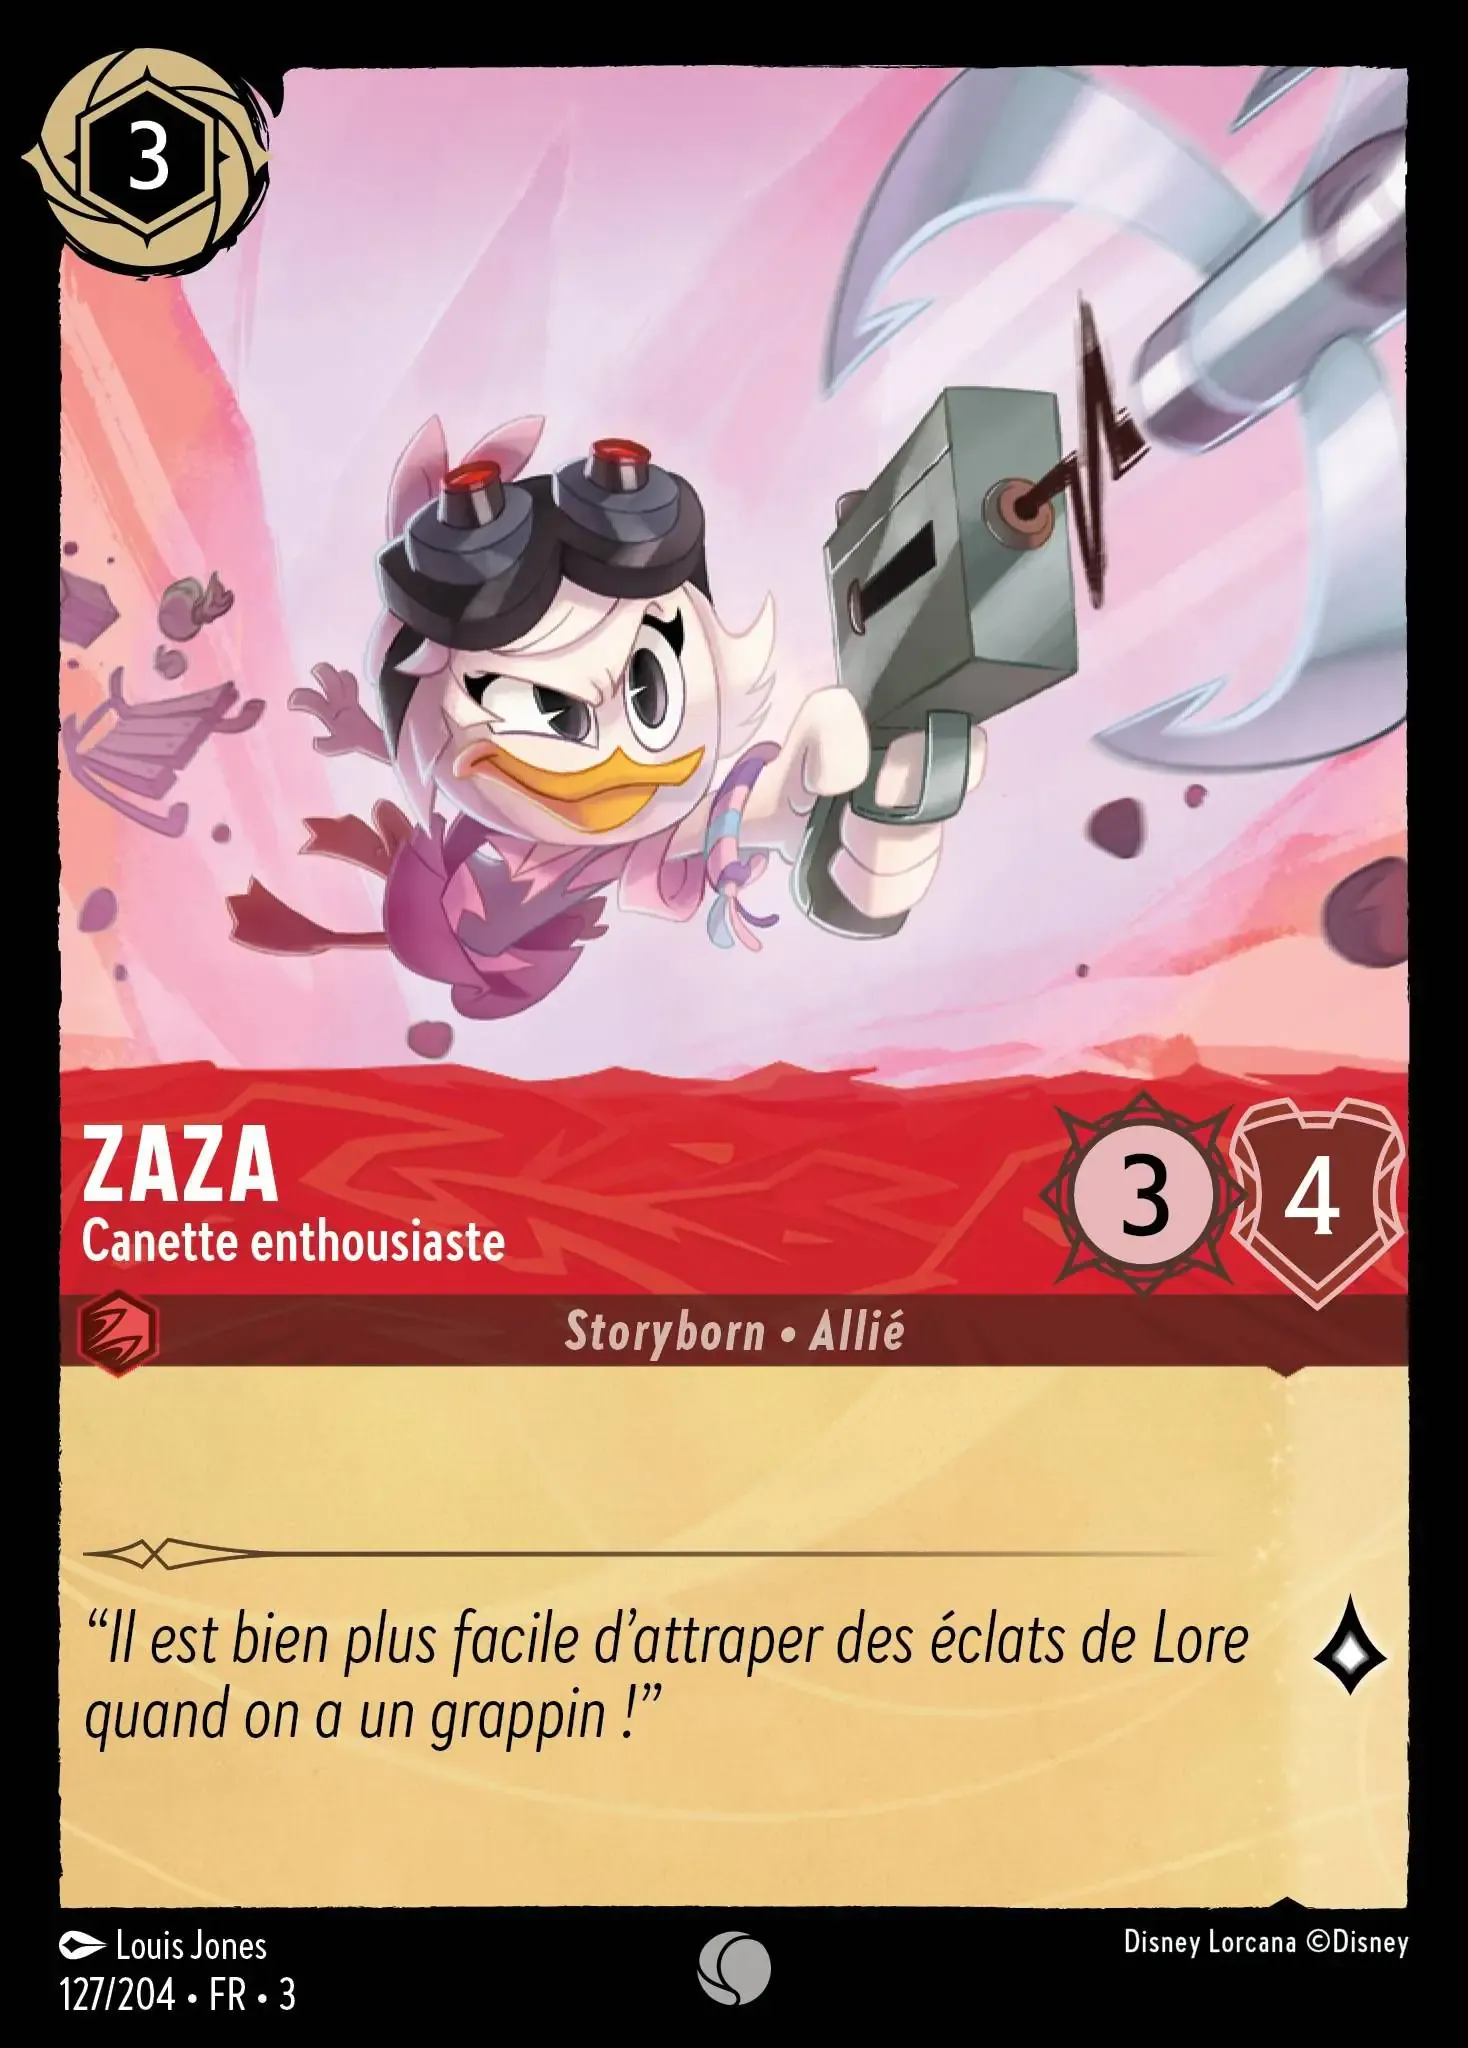 3
ZAZA
Canette enthousiaste
3
4
Storyborn • Allié
“Il est bien plus facile d’attraper des éclats de Lore
quand on a un grappin !”
Louis Jones
Disney Lorcana ©Disney
127/204 • FR • 3